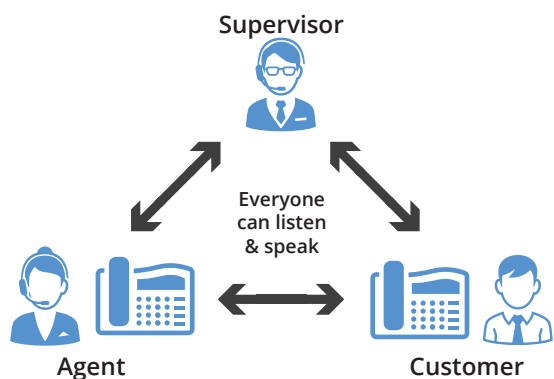 Supervisor
Everyone
can listen
& speak
Agent
Customer